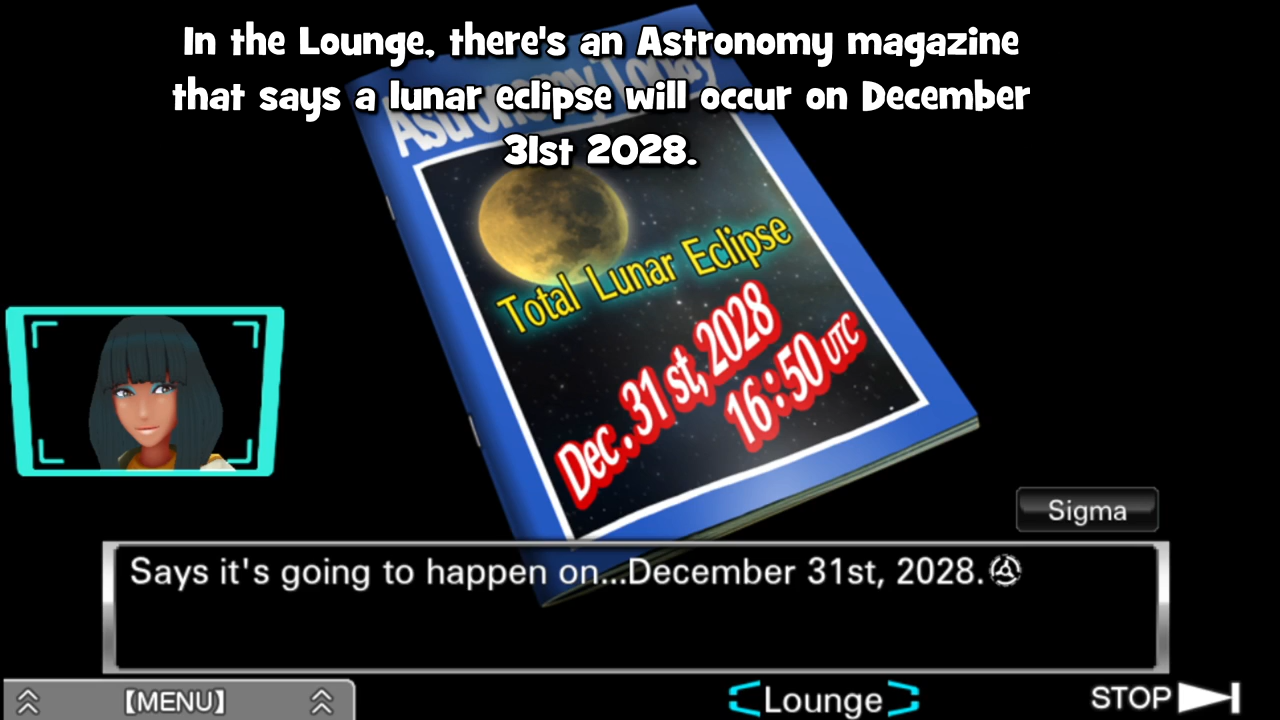 In the Lounge, there's an Astronomy magazine
that says a lunar eclipse will occur on December
31st 2028.
Astronomy Today
Total Lunar Eclipse
Dec. 31 st, 2028
16:50 UTC
Sigma
Says it's going to happen on...December 31st, 2028.
【MENU】
Lounge
STOP